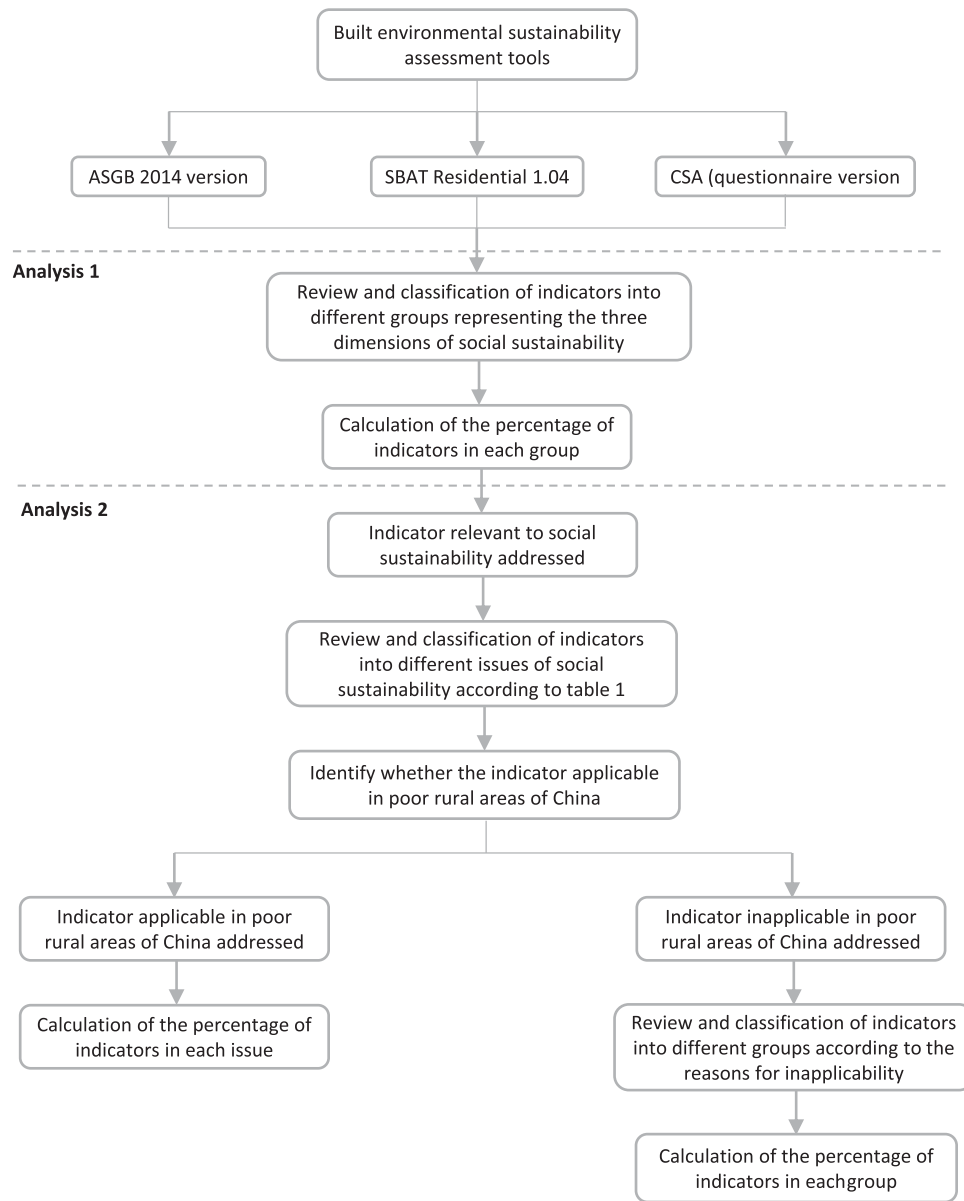 Built environmental sustainability
assessment tools
ASGB 2014 version
SBAT Residential 1.04
CSA (questionnaire version
Analysis 1
Review and classification of indicators into
different groups representing the three
dimensions of social sustainability
Calculation of the percentage of
indicators in each group
Analysis 2
Indicator relevant to social
sustainability addressed
Review and classification of indicators
into different issues of social
sustainability according to table 1
Identify whether the indicator applicable
in poor rural areas of China
Indicator applicable in poor
rural areas of China addressed
Calculation of the percentage of
indicators in each issue
Indicator inapplicable in poor
rural areas of China addressed
Review and classification of indicators
into different groups according to the
reasons for inapplicability
Calculation of the percentage of
indicators in eachgroup